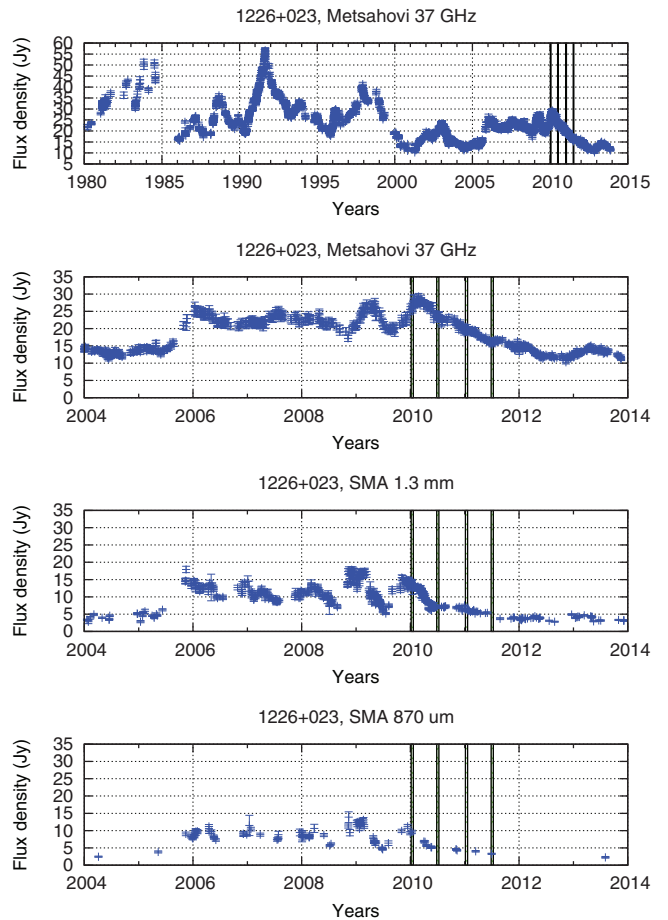 1226+023, Metsahovi 37 GHz
Flux density (Jy)
60
55
50
45
40
35
30
25
20
15
10
5
1980 1985 1990 1995 2000 2005 2010 2015
Years
1226+023, Metsahovi 37 GHz
Flux density (Jy)
35
30
25
20
15
10
5
0
2004 2006 2008 2010 2012 2014
Years
1226+023, SMA 1.3 mm
Flux density (Jy)
35
30
25
20
15
10
5
0
2004 2006 2008 2010 2012 2014
Years
1226+023, SMA 870 um
Flux density (Jy)
35
30
25
20
15
10
5
0
2004 2006 2008 2010 2012 2014
Years